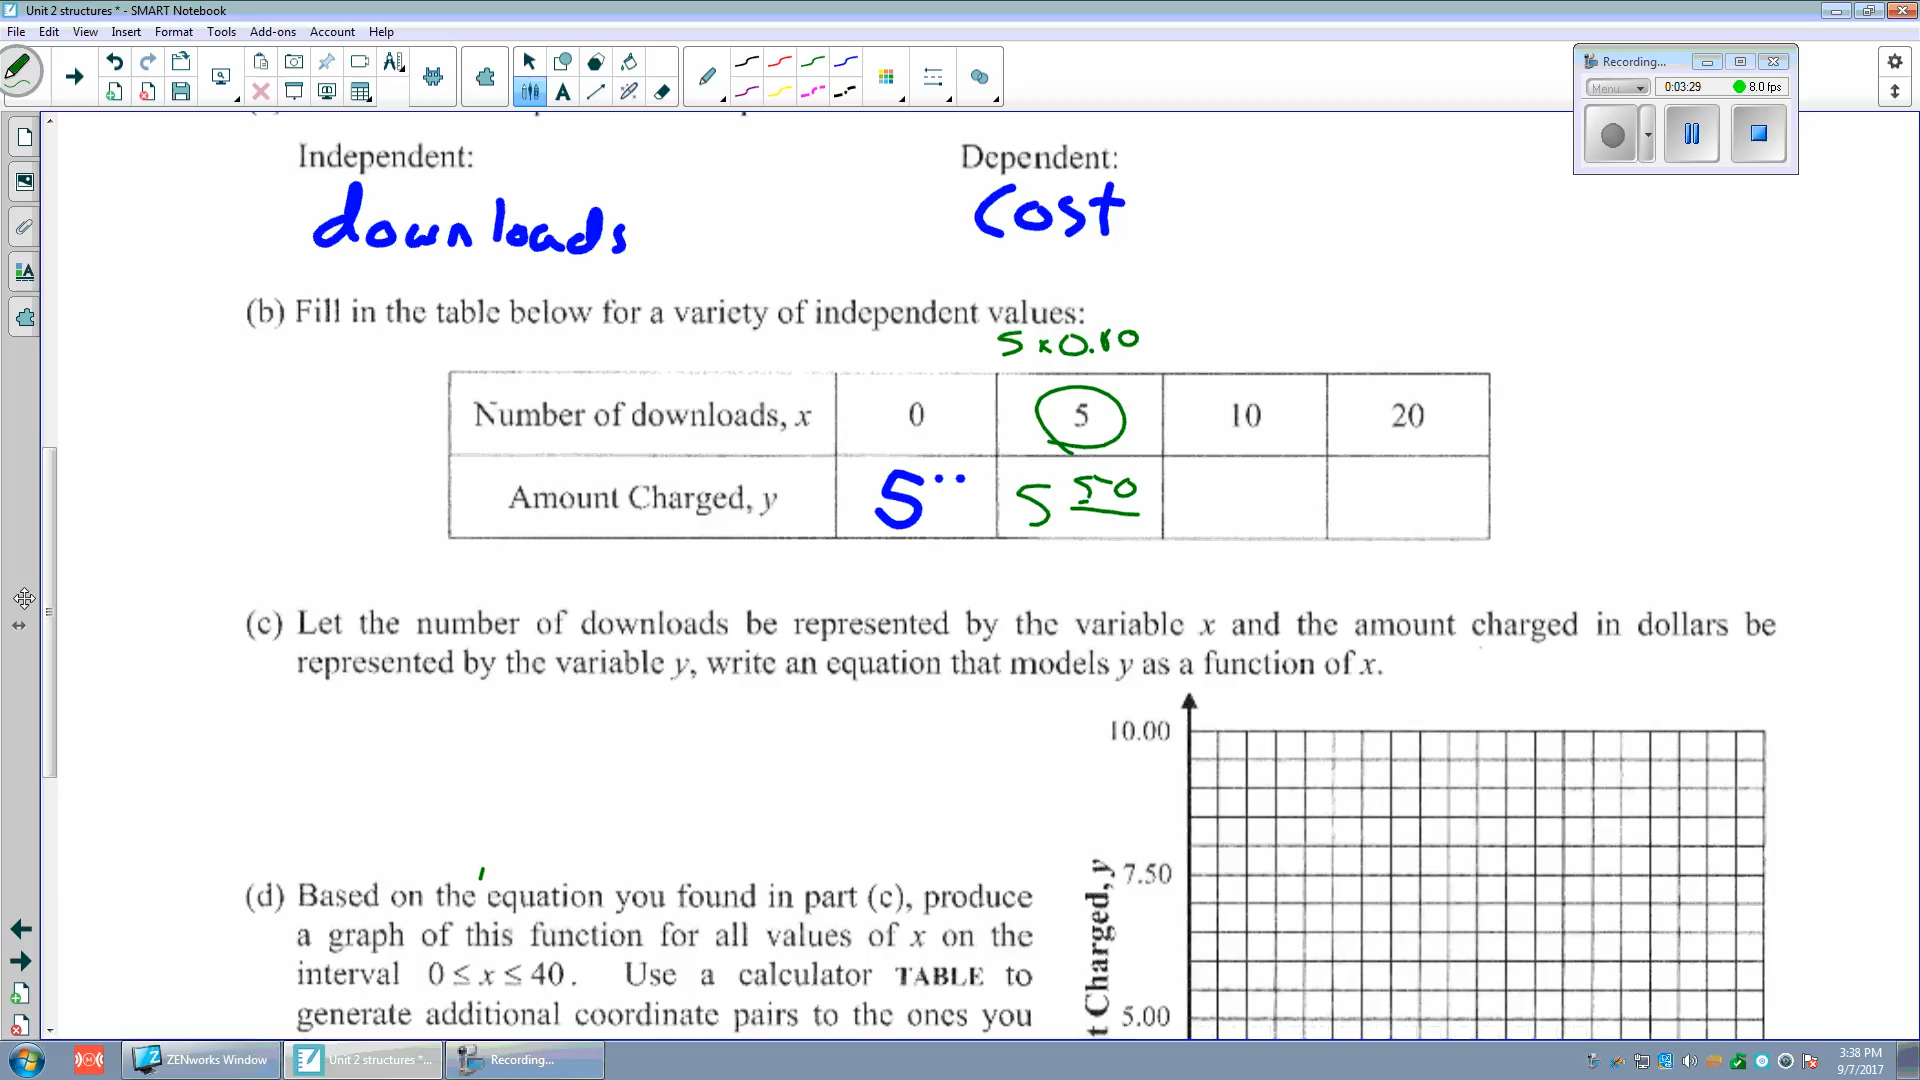 Unit 2 structures * - SMART Notebook
File Edit View Insert Format Tools Add-ons Account Help
Recording...
Menu 0:03:29 8.0 fps
Independent: Dependent:
downloads cost
(b) Fill in the table below for a variety of independent values:
5 x 0.10
Number of downloads, x 0 5 10 20
Amount Charged, y 5 5 50
(c) Let the number of downloads be represented by the variable x and the amount charged in dollars be
represented by the variable y, write an equation that models y as a function of x.
10.00
7.50
5.00
t Charged, y
(d) Based on the equation you found in part (c), produce
a graph of this function for all values of x on the
interval 0 ≤ x ≤ 40. Use a calculator TABLE to
generate additional coordinate pairs to the ones you
ZENworks Window
Unit 2 structures *...
Recording...
3:38 PM
9/7/2017